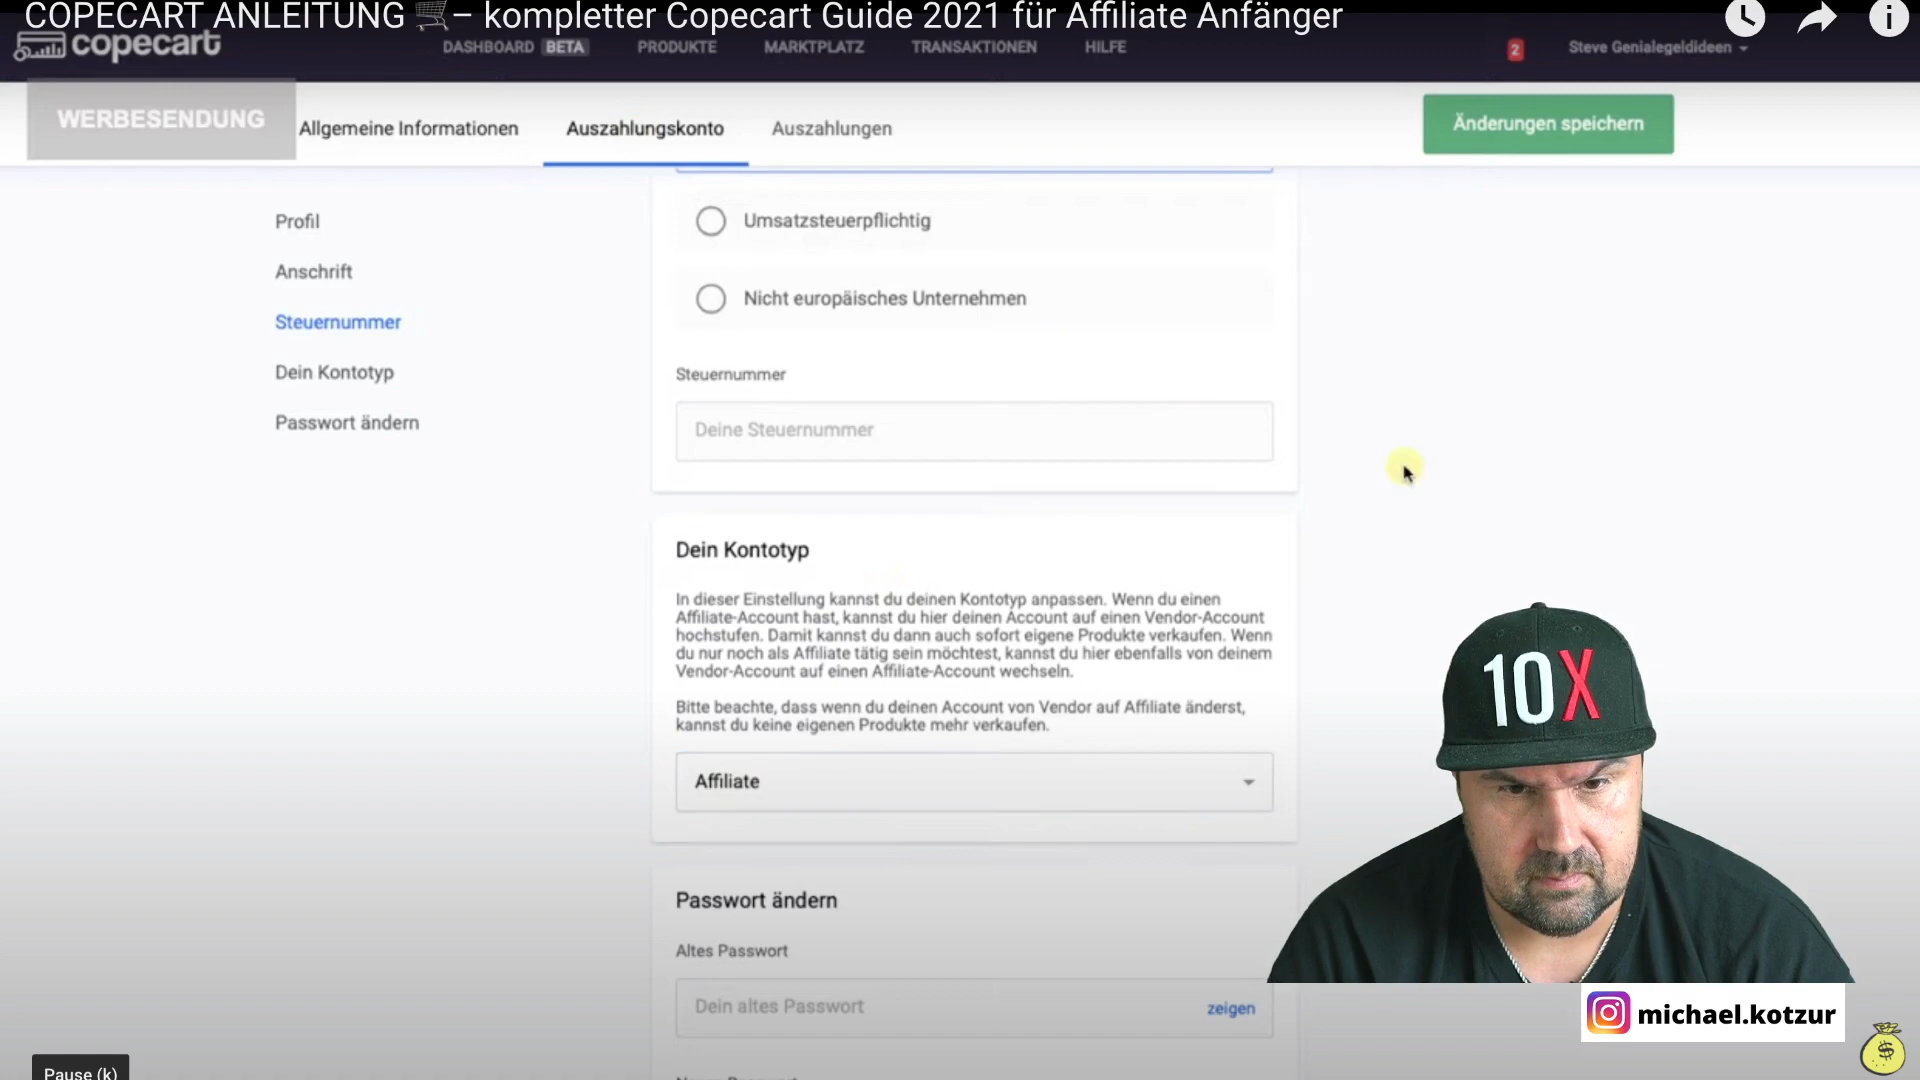 COPECART ANLEITUNG 🛒 – kompletter Copecart Guide 2021 für Affiliate Anfänger
copecart
DASHBOARD BETA PRODUKTE MARKTPLATZ TRANSAKTIONEN HILFE
2
Steve Genialegeldideen
WERBESENDUNG
Allgemeine Informationen Auszahlungskonto Auszahlungen
Änderungen speichern
Profil
Anschrift
Steuernummer
Dein Kontotyp
Passwort ändern
Umsatzsteuerpflichtig
Nicht europäisches Unternehmen
Steuernummer
Deine Steuernummer
Dein Kontotyp
In dieser Einstellung kannst du deinen Kontotyp anpassen. Wenn du einen
Affiliate-Account hast, kannst du hier deinen Account auf einen Vendor-Account
hochstufen. Damit kannst du dann auch sofort eigene Produkte verkaufen. Wenn
du nur noch als Affiliate tätig sein möchtest, kannst du hier ebenfalls von deinem
Vendor-Account auf einen Affiliate-Account wechseln.
Bitte beachte, dass wenn du deinen Account von Vendor auf Affiliate änderst,
kannst du keine eigenen Produkte mehr verkaufen.
Affiliate
Passwort ändern
Altes Passwort
Dein altes Passwort
zeigen
10X
michael.kotzur
$
Pause (k)